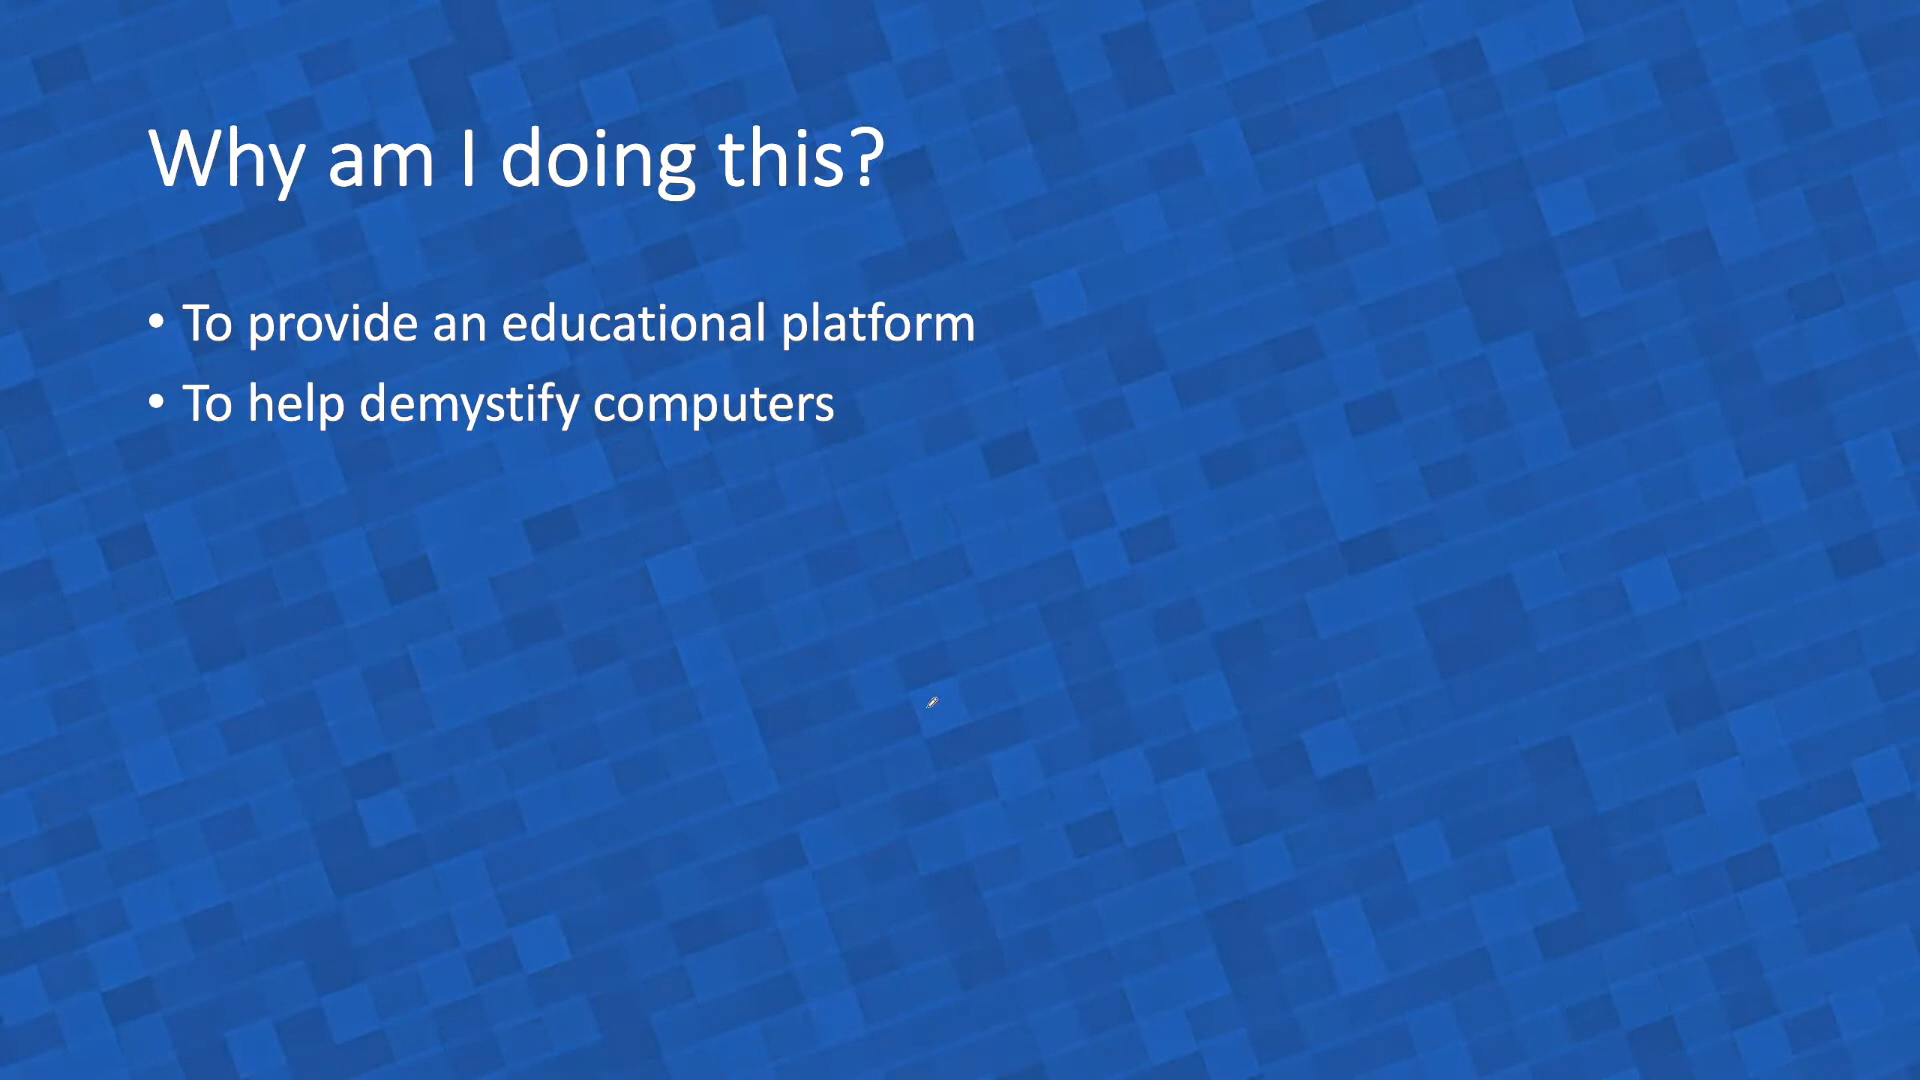 Why am I doing this?
• To provide an educational platform
• To help demystify computers